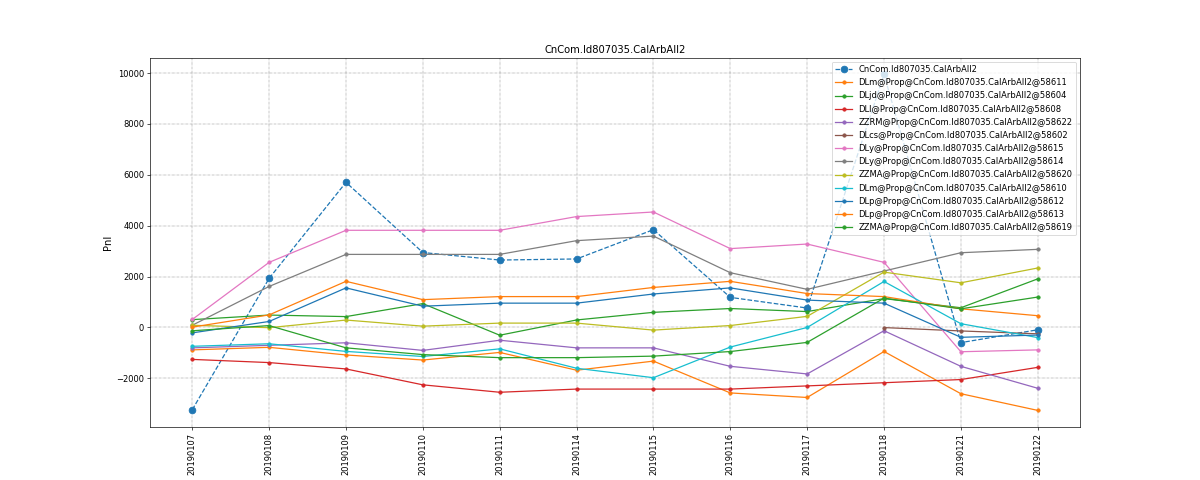 CnCom.Id807035.CalArbAll2
10000
8000
6000
4000
2000
0
−2000
Pnl
CnCom.Id807035.CalArbAll2
DLm@Prop@CnCom.Id807035.CalArbAll2@58611
DLjd@Prop@CnCom.Id807035.CalArbAll2@58604
DLl@Prop@CnCom.Id807035.CalArbAll2@58608
ZZRM@Prop@CnCom.Id807035.CalArbAll2@58622
DLcs@Prop@CnCom.Id807035.CalArbAll2@58602
DLy@Prop@CnCom.Id807035.CalArbAll2@58615
DLy@Prop@CnCom.Id807035.CalArbAll2@58614
ZZMA@Prop@CnCom.Id807035.CalArbAll2@58620
DLm@Prop@CnCom.Id807035.CalArbAll2@58610
DLp@Prop@CnCom.Id807035.CalArbAll2@58612
DLp@Prop@CnCom.Id807035.CalArbAll2@58613
ZZMA@Prop@CnCom.Id807035.CalArbAll2@58619
20190107
20190108
20190109
20190110
20190111
20190114
20190115
20190116
20190117
20190118
20190121
20190122